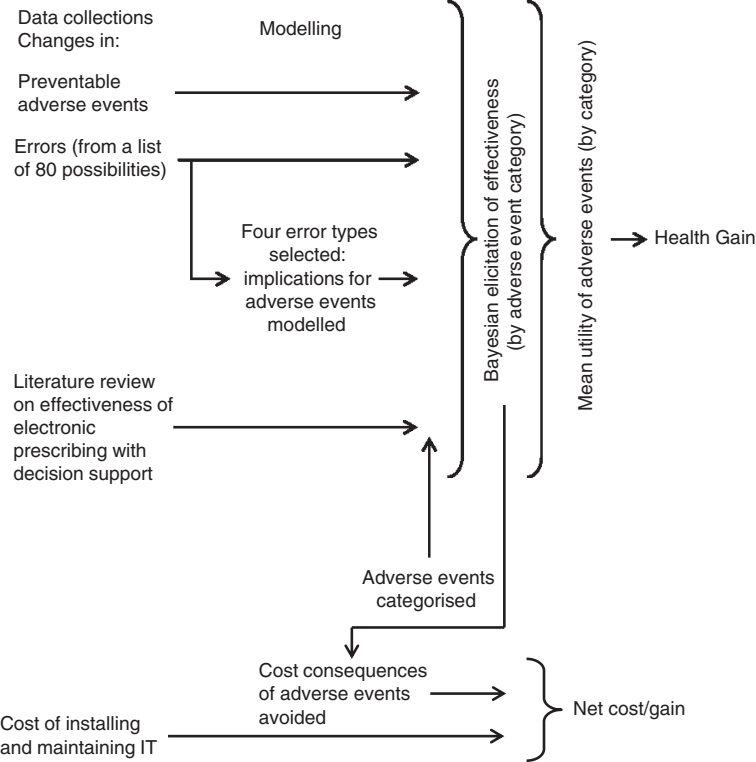 Data collections
Changes in:
Modelling
Preventable
adverse events
Errors (from a list
of 80 possibilities)
Four error types
selected:
implications for
adverse events
modelled
Literature review
on effectiveness of
electronic
prescribing with
decision support
Adverse events
categorised
Bayesian elicitation of effectiveness
(by adverse event category)
Mean utility of adverse events (by category)
Health Gain
Cost consequences
of adverse events
avoided
Cost of installing
and maintaining IT
Net cost/gain